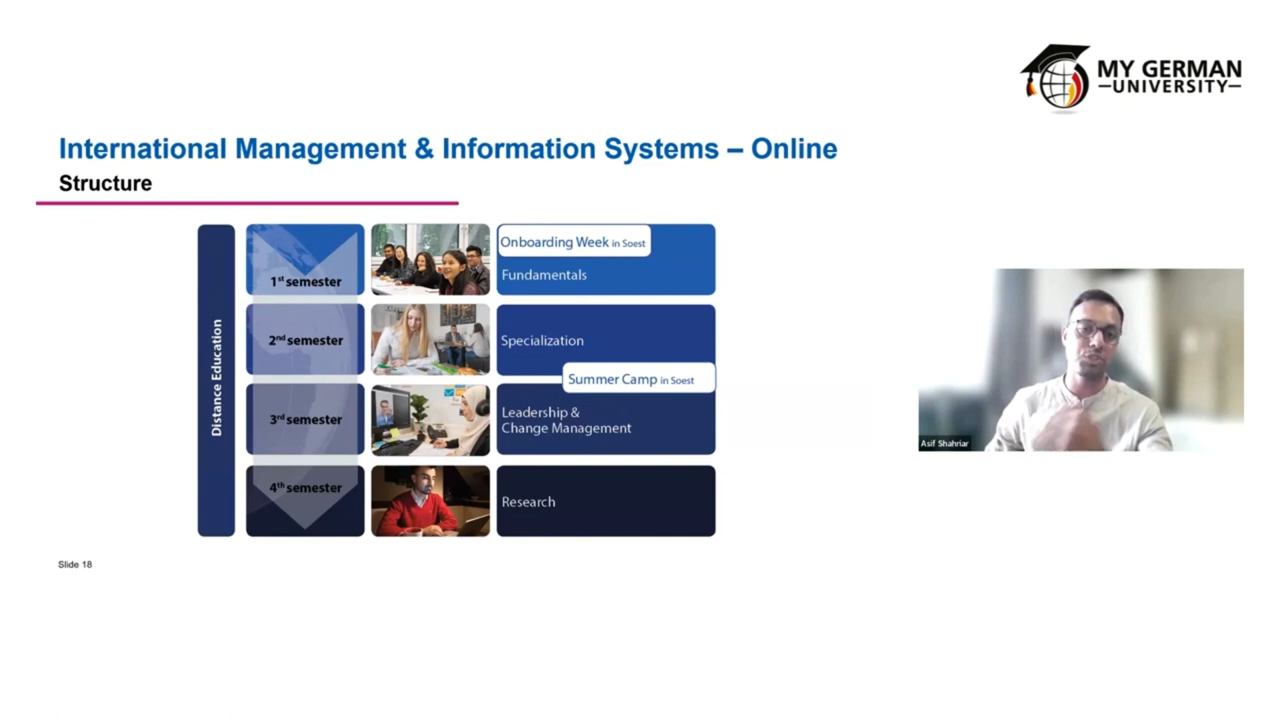 MY GERMAN
–UNIVERSITY–
International Management & Information Systems – Online
Structure
Distance Education
1st semester
Onboarding Week in Soest
Fundamentals
2nd semester
Specialization
Summer Camp in Soest
3rd semester
Leadership &
Change Management
4th semester
Research
Asif Shahriar
Slide 18